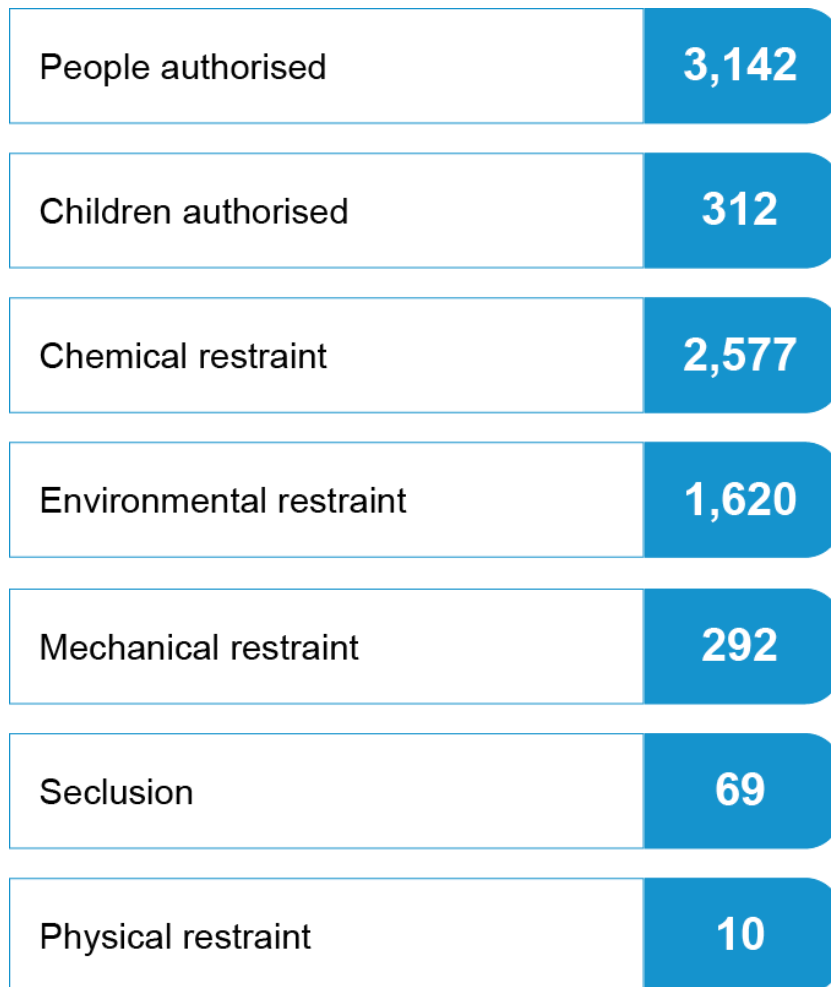 People authorised 3,142
Children authorised 312
Chemical restraint 2,577
Environmental restraint 1,620
Mechanical restraint 292
Seclusion 69
Physical restraint 10